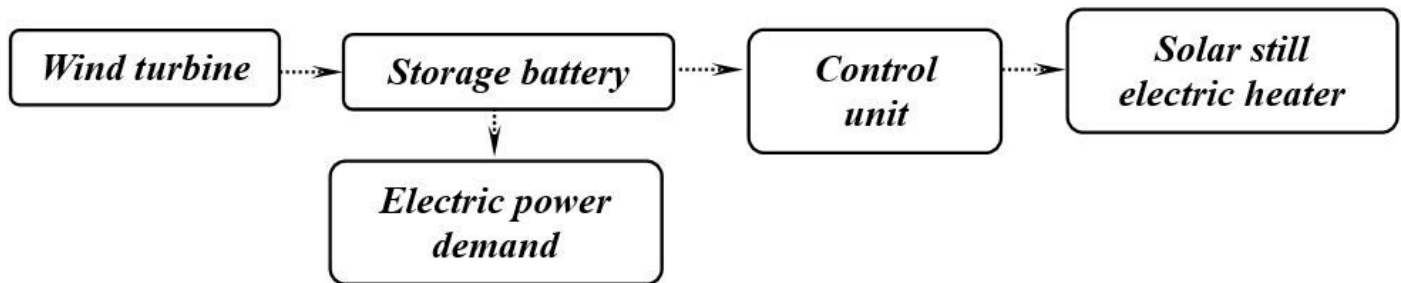 Wind turbine
Storage battery
Control
unit
Solar still
electric heater
Electric power
demand